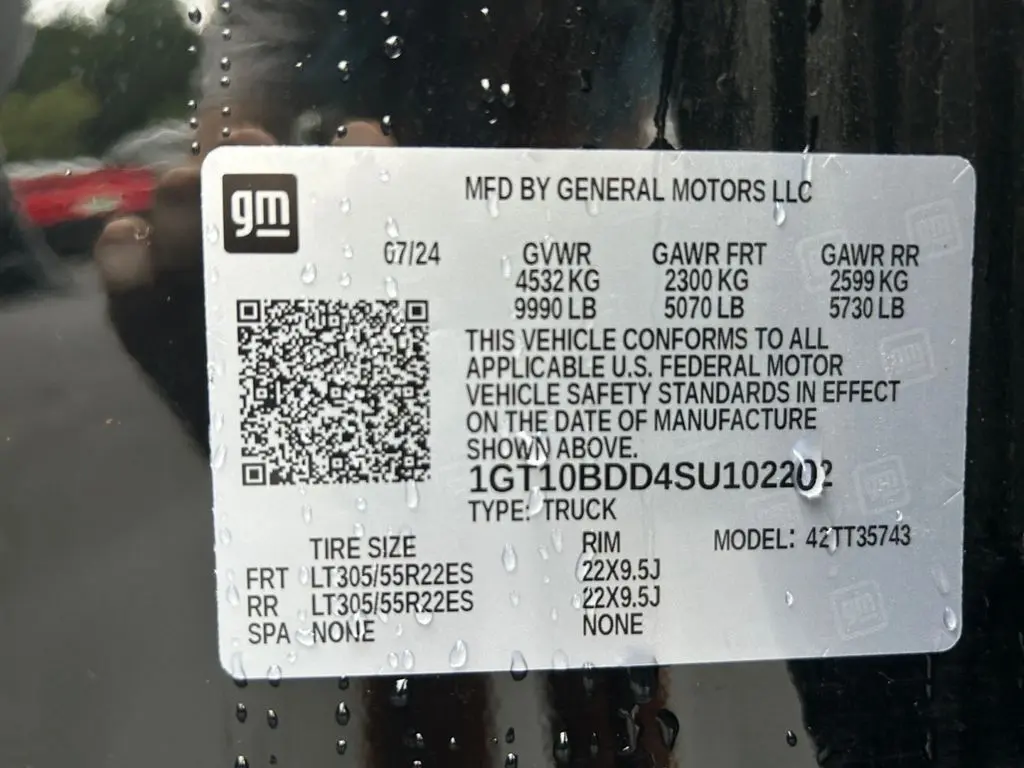 gm
MFD BY GENERAL MOTORS LLC
07/24 GVWR GAWR FRT GAWR RR
4532 KG 2300 KG 2599 KG
9990 LB 5070 LB 5730 LB
THIS VEHICLE CONFORMS TO ALL
APPLICABLE U.S. FEDERAL MOTOR
VEHICLE SAFETY STANDARDS IN EFFECT
ON THE DATE OF MANUFACTURE
SHOWN ABOVE.
1GT10BDD4SU102202
TYPE: TRUCK
TIRE SIZE RIM MODEL: 42TT35743
FRT LT305/55R22ES 22X9.5J
RR LT305/55R22ES 22X9.5J
SPA NONE NONE